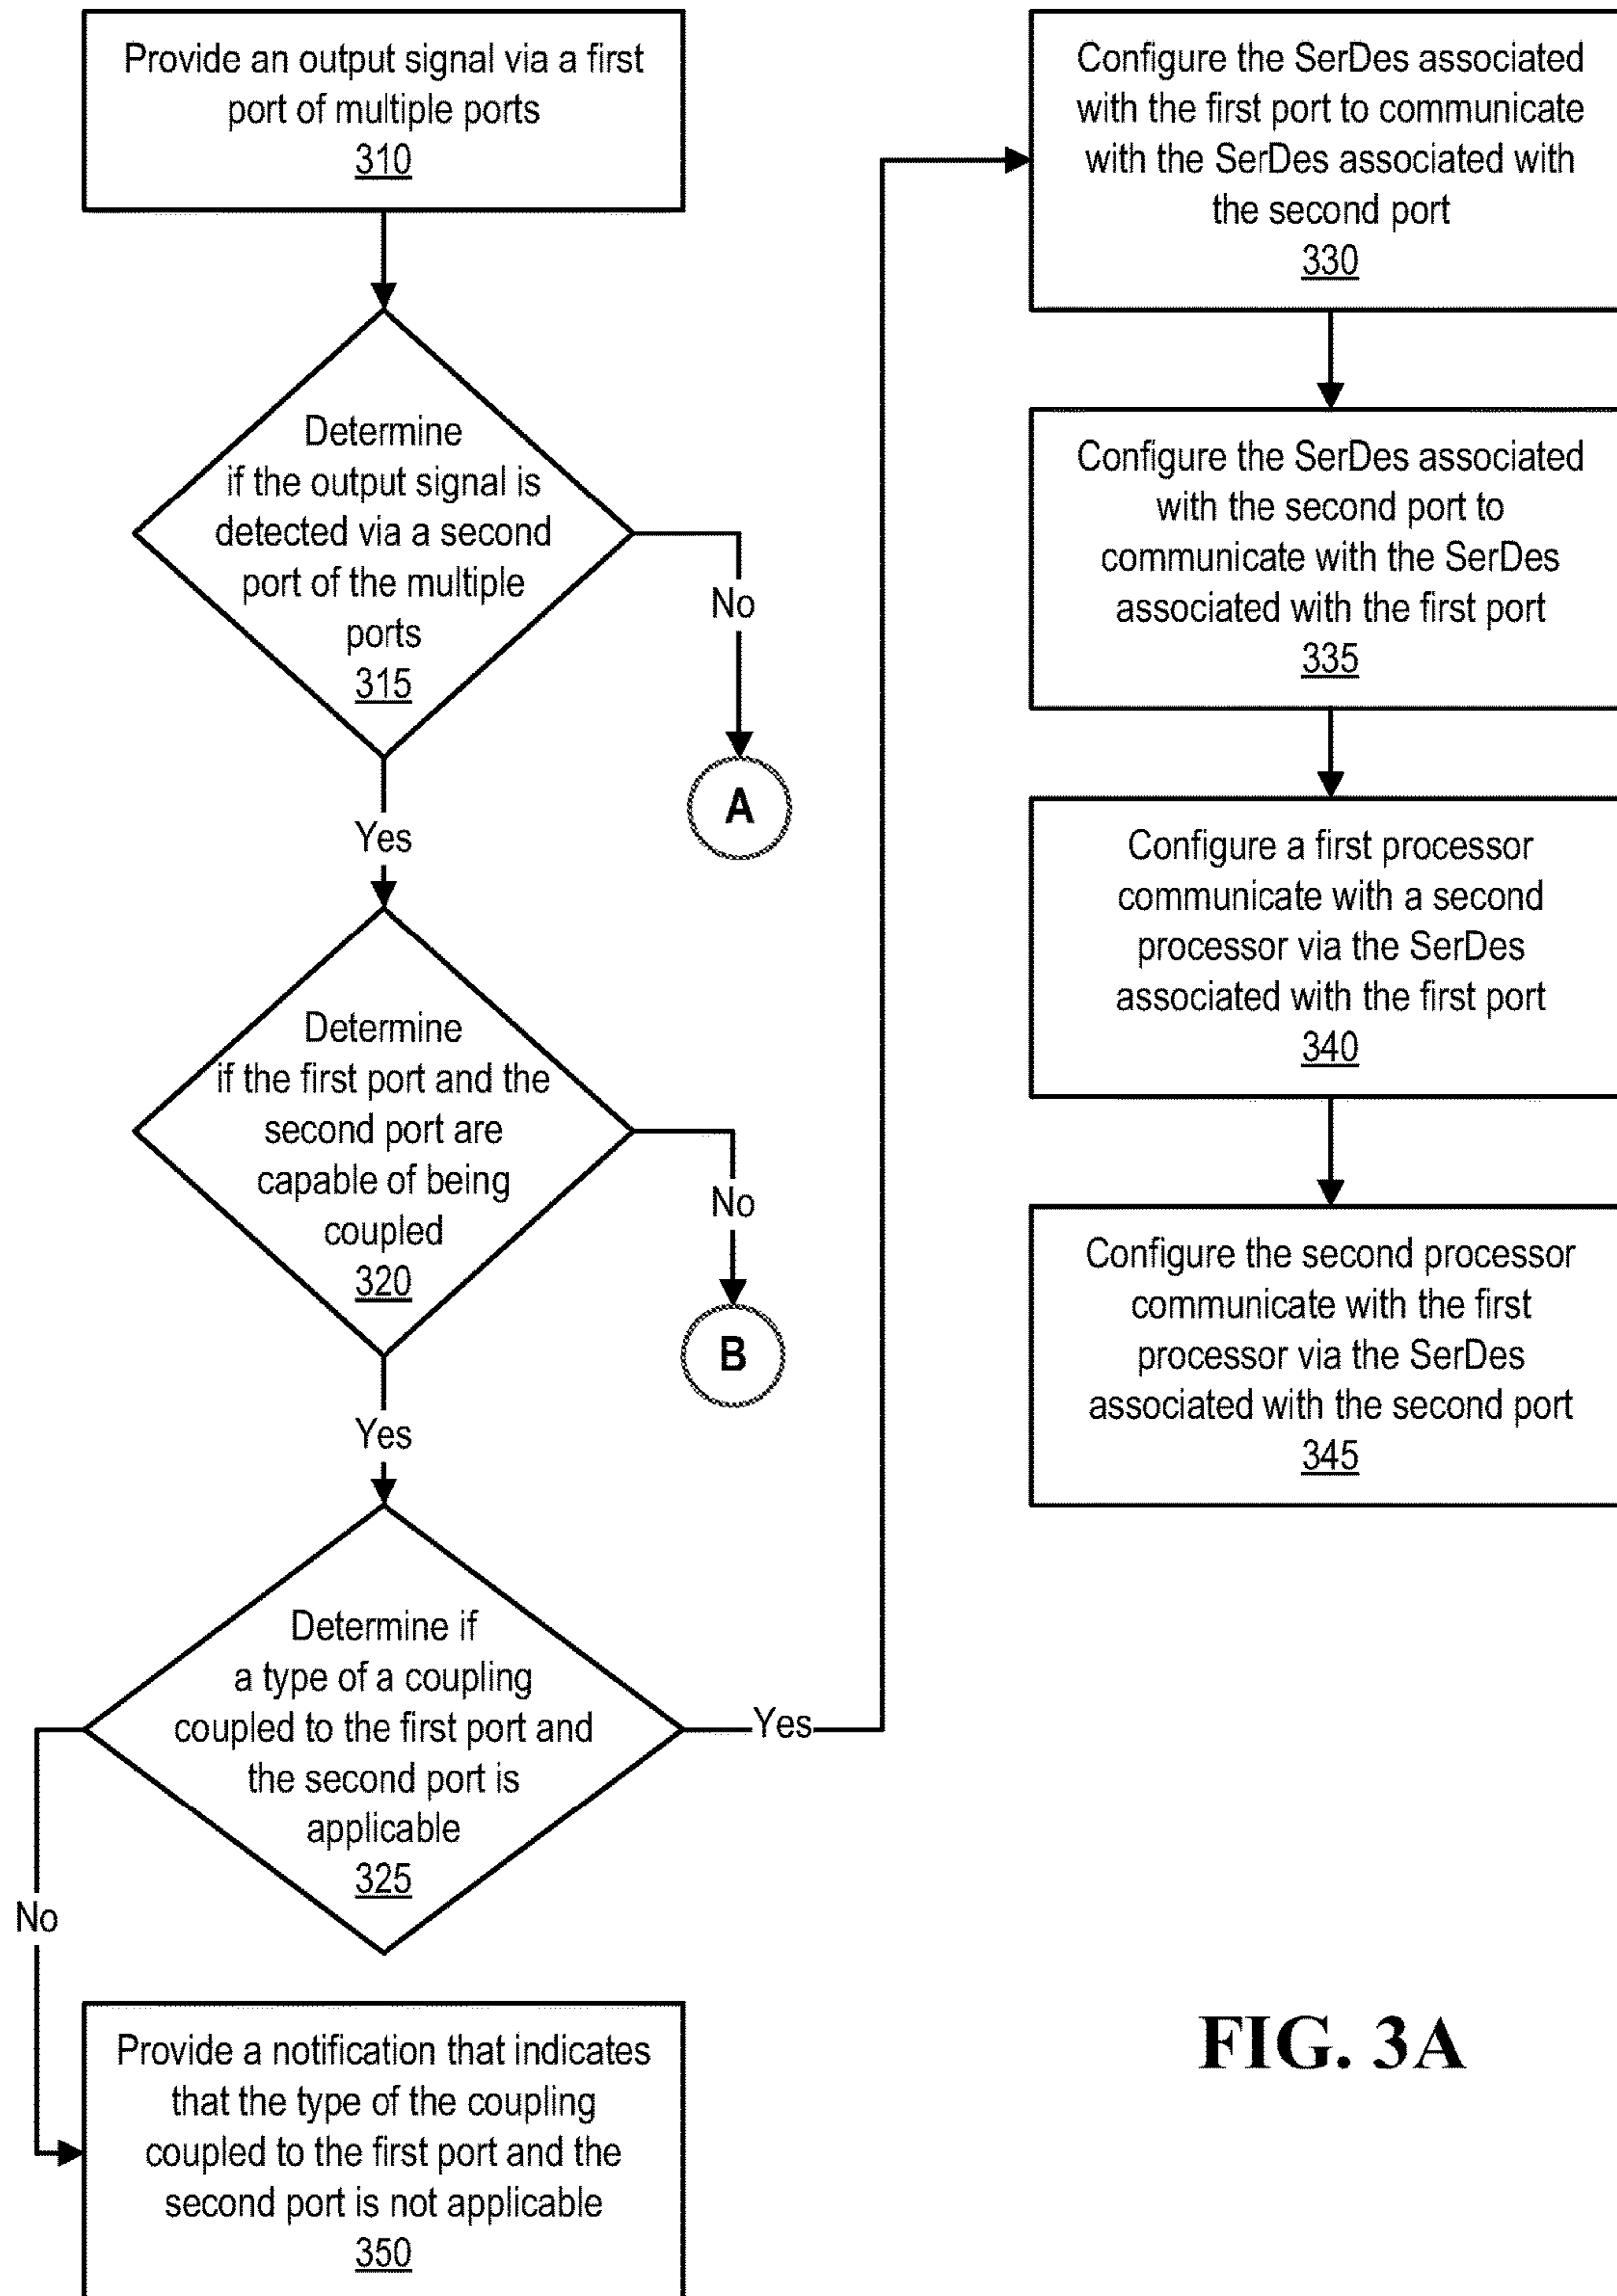 Provide an output signal via a first
port of multiple ports
310
Determine
if the output signal is
detected via a second
port of the multiple
ports
315
No
A
Yes
Determine
if the first port and the
second port are
capable of being
coupled
320
No
B
Yes
Determine if
a type of a coupling
coupled to the first port and
the second port is
applicable
325
Yes
No
Provide a notification that indicates
that the type of the coupling
coupled to the first port and the
second port is not applicable
350
Configure the SerDes associated
with the first port to communicate
with the SerDes associated with
the second port
330
Configure the SerDes associated
with the second port to
communicate with the SerDes
associated with the first port
335
Configure a first processor
communicate with a second
processor via the SerDes
associated with the first port
340
Configure the second processor
communicate with the first
processor via the SerDes
associated with the second port
345
FIG. 3A